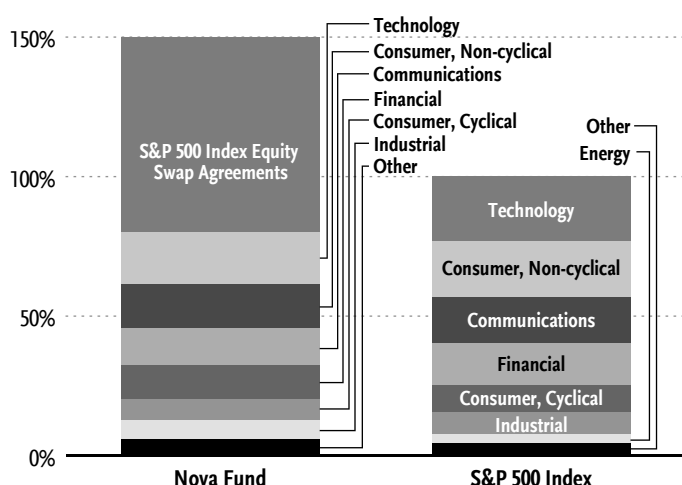 150%
100%
50%
0%
S&P 500 Index Equity
Swap Agreements
Technology
Consumer, Non-cyclical
Communications
Financial
Consumer, Cyclical
Industrial
Other
Other
Energy
Technology
Consumer, Non-cyclical
Communications
Financial
Consumer, Cyclical
Industrial
Nova Fund
S&P 500 Index